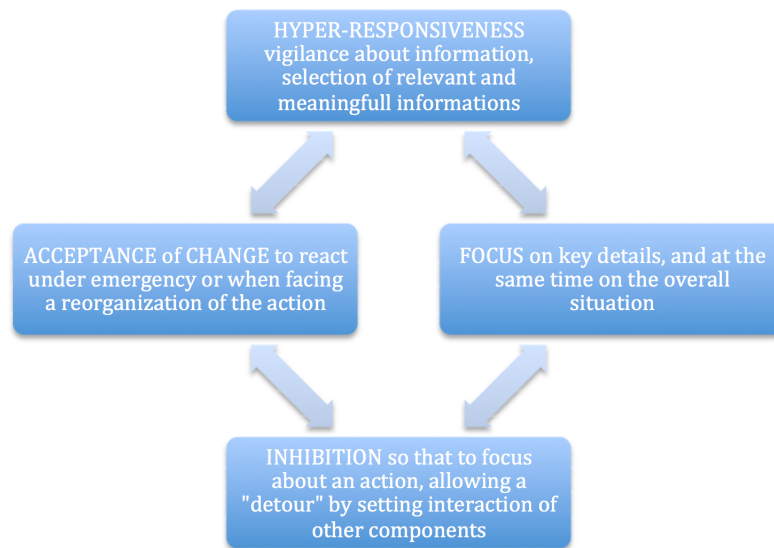 HYPER-RESPONSIVENESS
vigilance about information,
selection of relevant and
meaningfull informations
ACCEPTANCE of CHANGE to react
under emergency or when facing
a reorganization of the action
FOCUS on key details, and at the
same time on the overall
situation
INHIBITION so that to focus
about an action, allowing a
"detour" by setting interaction of
other components